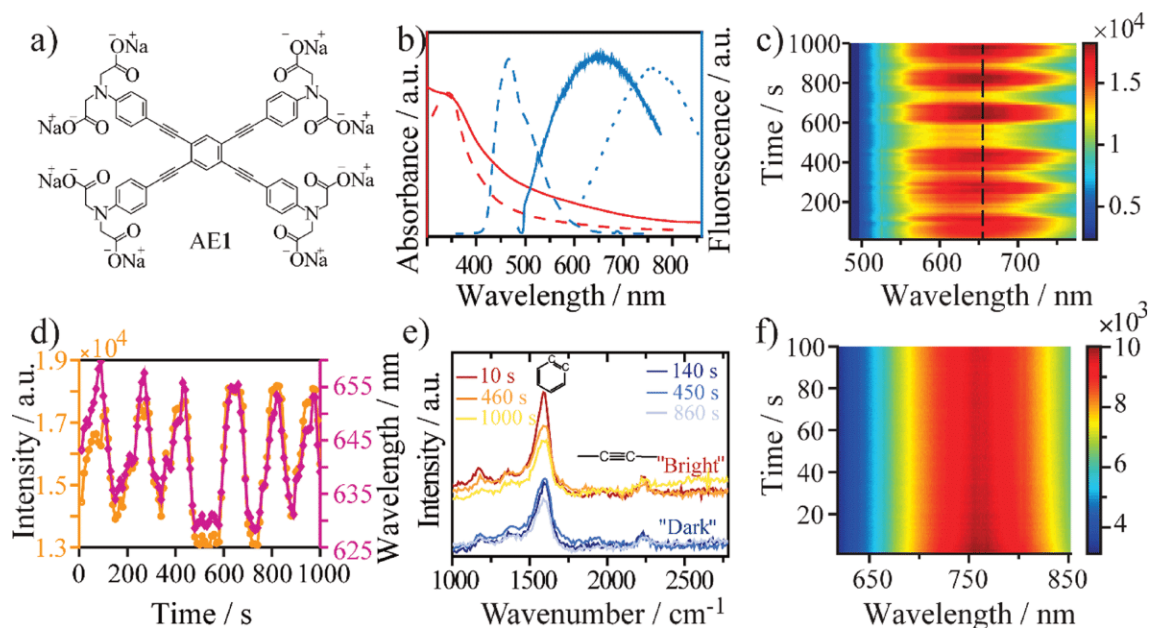 a)
⁻ONa⁺ ⁻ONa⁺
O O
N N
NaO⁻⁺ O O ONa⁻⁺
NaO⁻⁺ O O ONa⁻⁺
N N
O O
⁻ONa⁺ AE1 ⁻ONa⁺
b)
Absorbance / a.u.
Fluorescence / a.u.
400 500 600 700 800
Wavelength / nm
c)
×10⁴
Time / s
1000
800
600
400
200
500 600 700
Wavelength / nm
1.5
1
0.5
d)
×10⁴
Intensity / a.u.
1.9
1.7
1.5
1.3
0 200 400 600 800 1000
Time / s
655
645
635
625
Wavelength / nm
e)
Intensity / a.u.
10 s
460 s
1000 s
C
C
140 s
450 s
860 s
C≡C
"Bright"
"Dark"
1000 1500 2000 2500
Wavenumber / cm⁻¹
f)
×10³
Time / s
100
80
60
40
20
650 750 850
Wavelength / nm
10
8
6
4